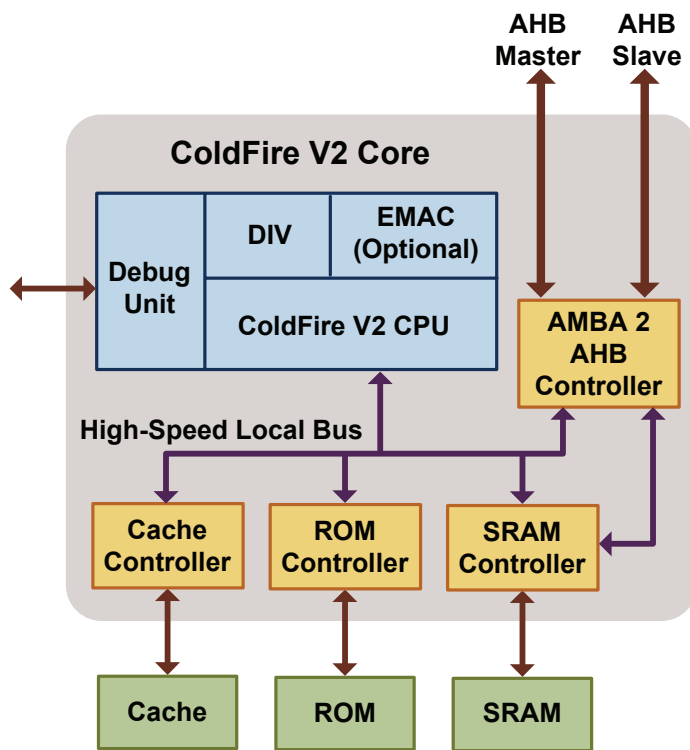 AHB
Master
AHB
Slave
ColdFire V2 Core
Debug
Unit
DIV
EMAC
(Optional)
ColdFire V2 CPU
AMBA 2
AHB
Controller
High-Speed Local Bus
Cache
Controller
ROM
Controller
SRAM
Controller
Cache
ROM
SRAM